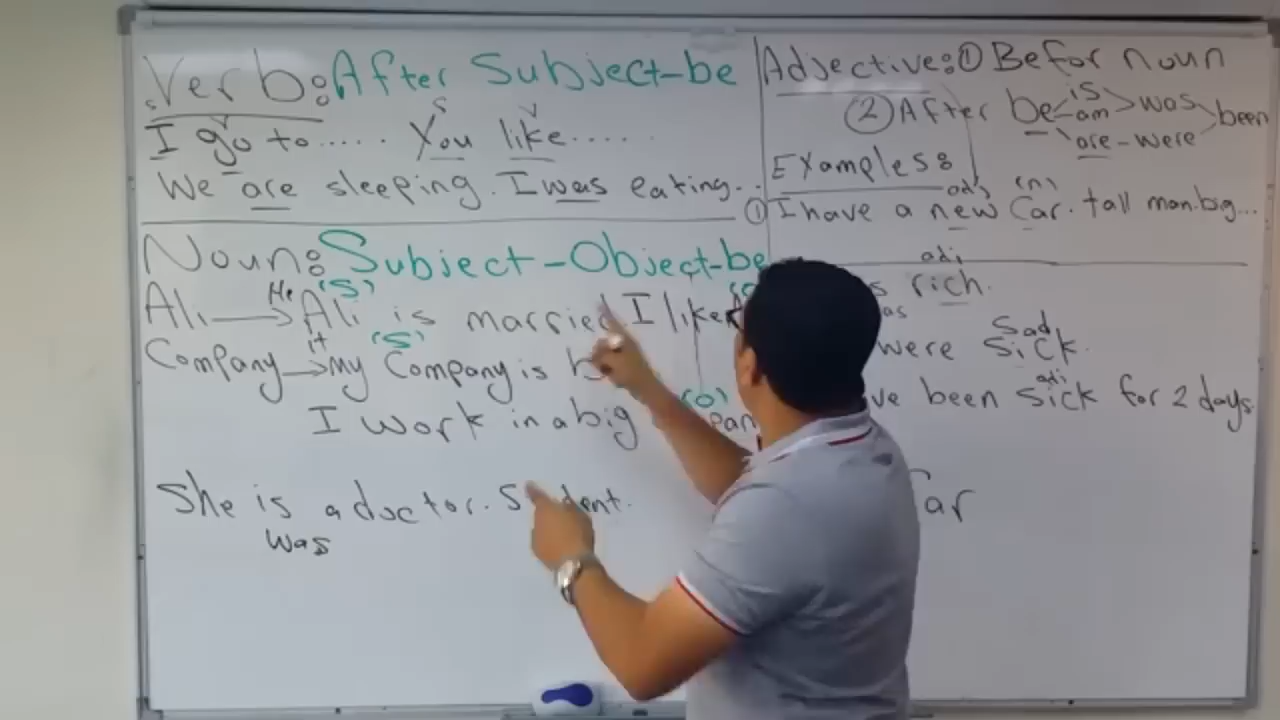 Verb: After Subject-be
S V
I go to..... You like......
v
We are sleeping. I was eating...
Noun: Subject-Object-be
He (S)
Ali → Ali is married I like
it (S)
Company → my Company is b
(O)
I work in a big pan
She is a doctor. S dent.
was
Adjective: ① Befor noun
② After be is am are - were was been
Examples:
adj (n)
① I have a new Car. tall man. big...
adj
s rich.
as
Sad
were sick.
adj
ve been sick for 2 days.
Car